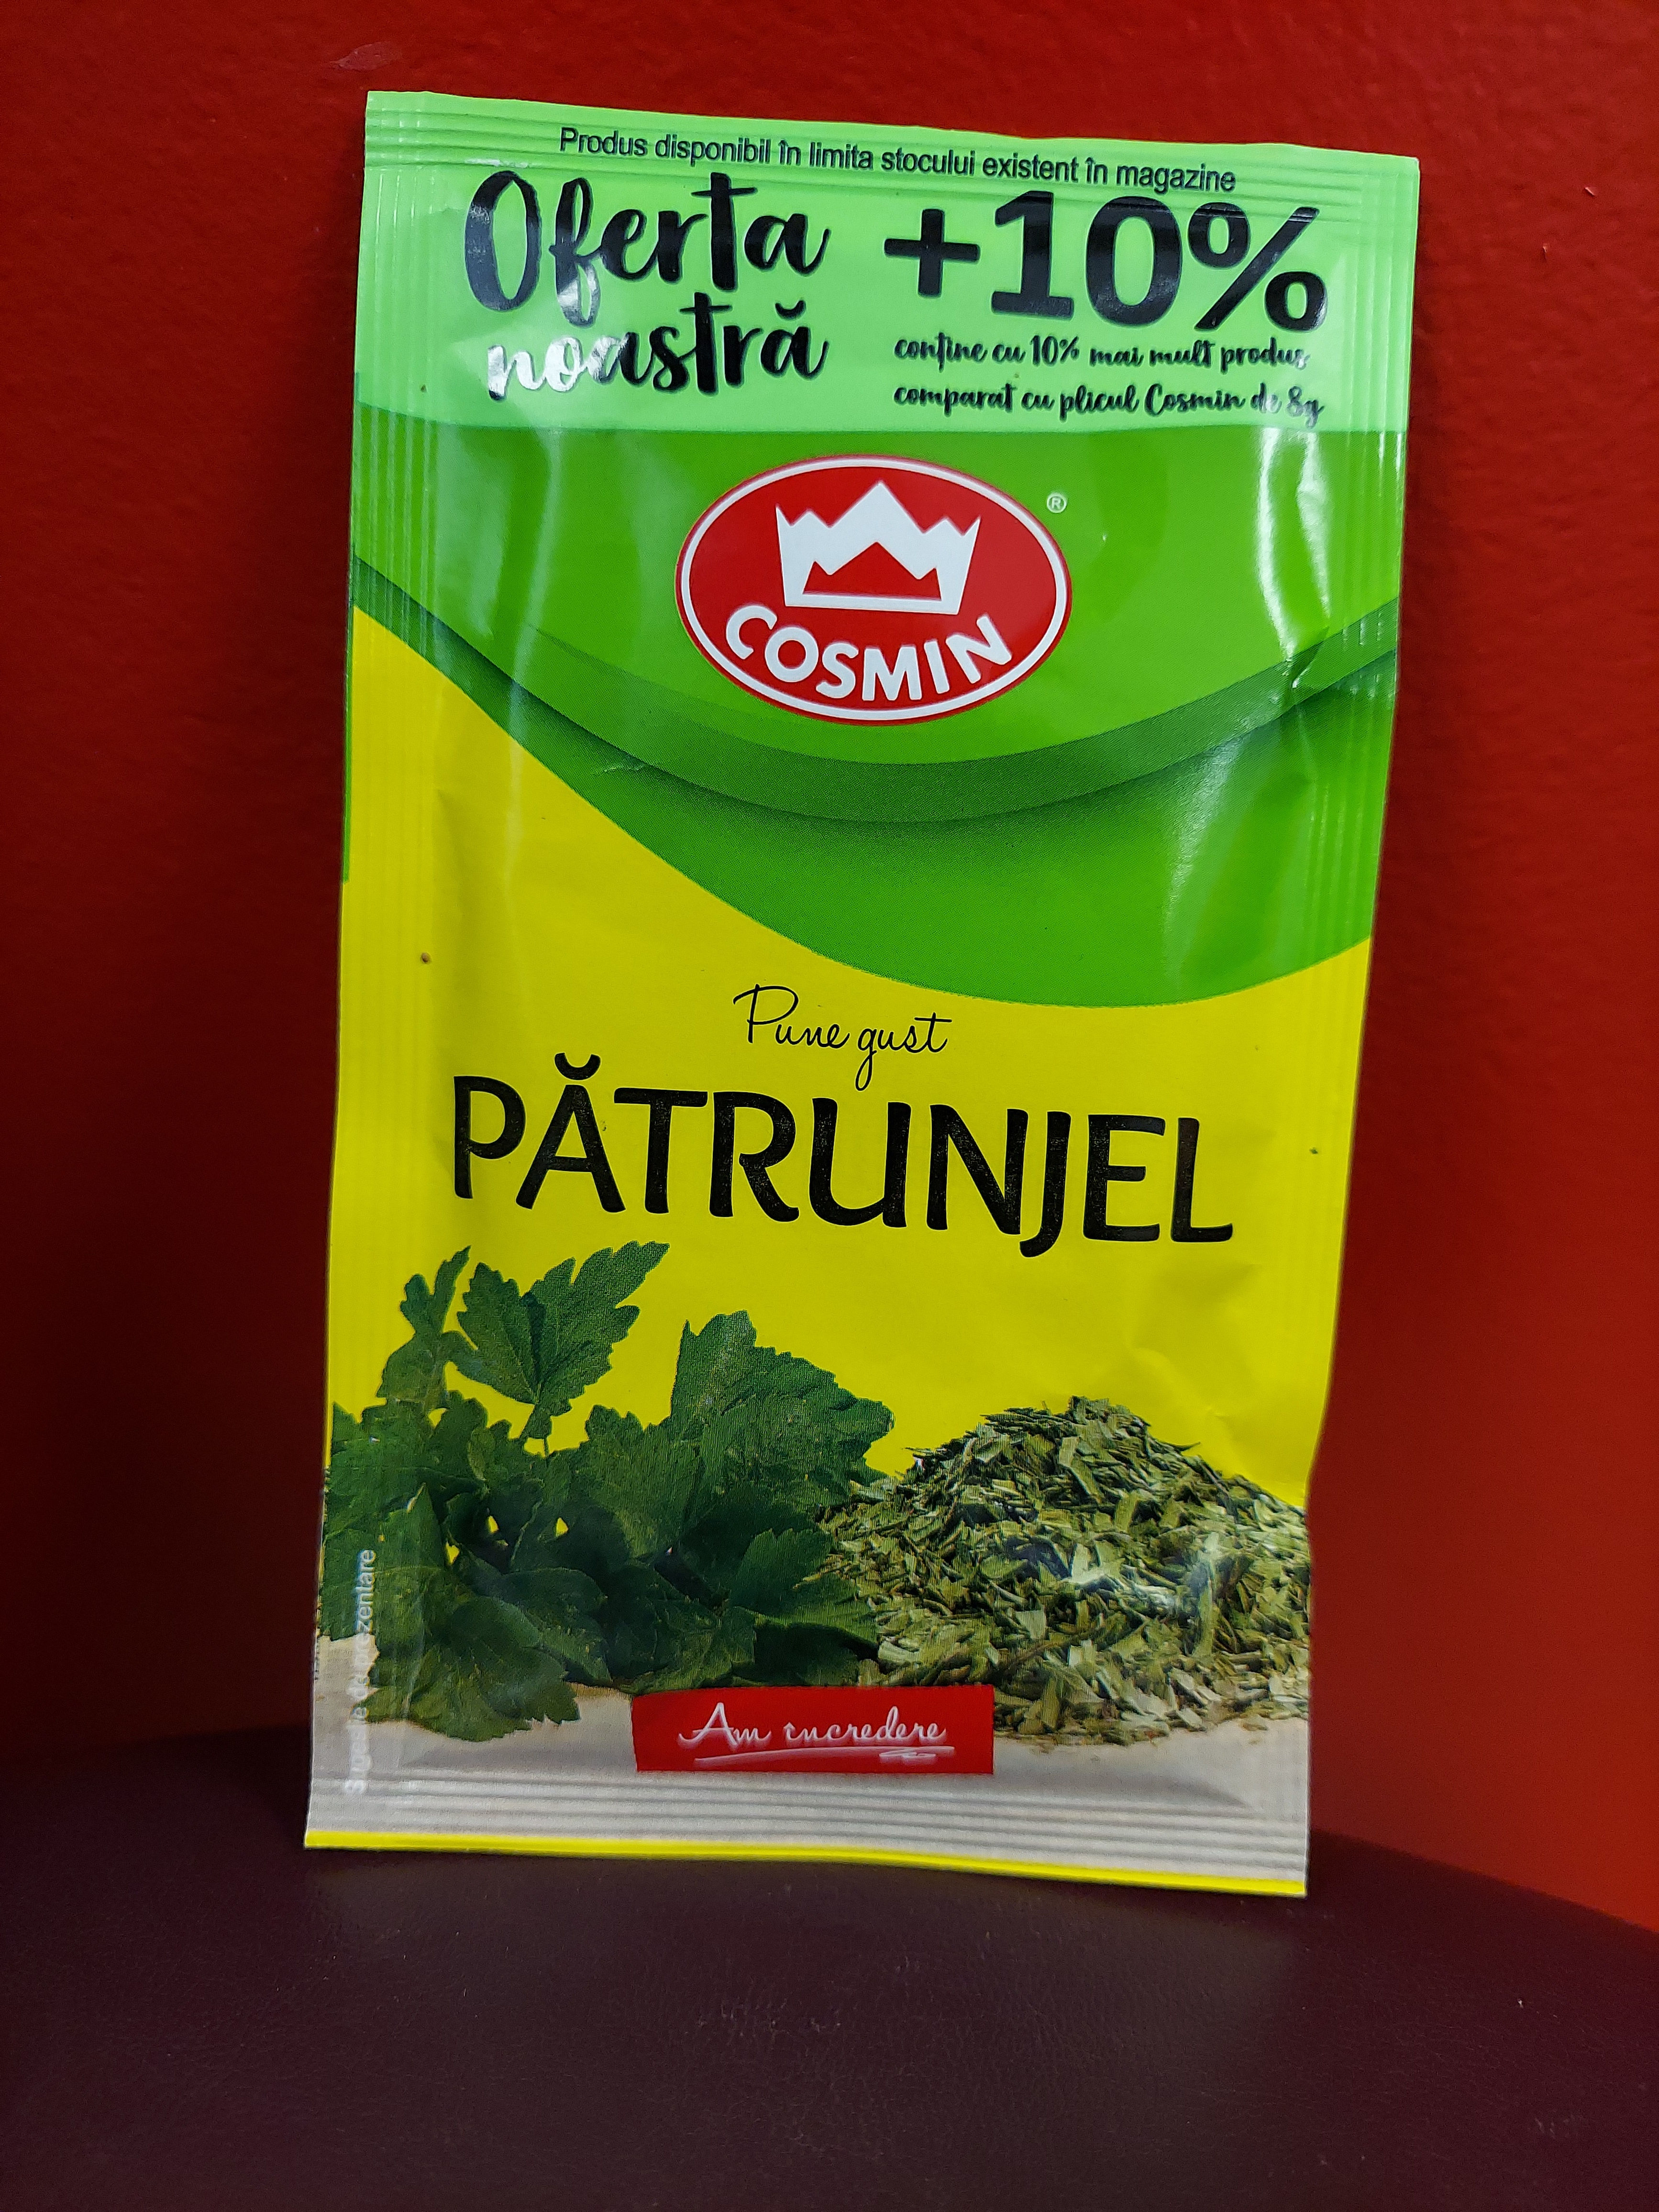 Produs disponibil în limita stocului existent în magazine
Oferta
noastră
+10%
conține cu 10% mai mult produs
comparat cu plicul Cosmin de 8g
®
COSMIN
Pune gust
PĂTRUNJEL
Am încredere
de